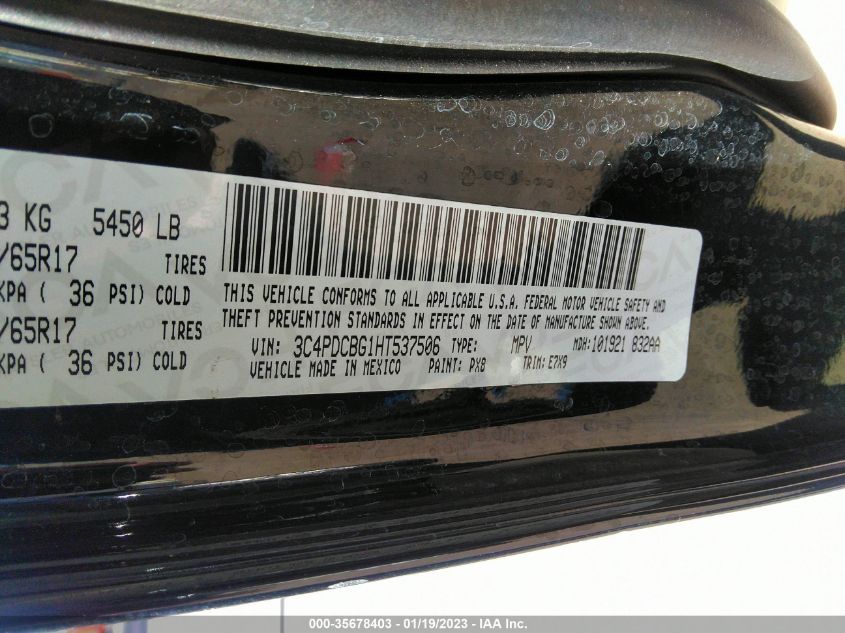 3 KG 5450 LB
/65R17 TIRES
KPA ( 36 PSI) COLD
/65R17 TIRES
KPA ( 36 PSI) COLD
THIS VEHICLE CONFORMS TO ALL APPLICABLE U.S.A. FEDERAL MOTOR VEHICLE SAFETY AND
THEFT PREVENTION STANDARDS IN EFFECT ON THE DATE OF MANUFACTURE SHOWN ABOVE.
VIN: 3C4PDCBG1HT537506 TYPE: MPV MDH:101921 832AA
VEHICLE MADE IN MEXICO PAINT: PX8 TRIM: E7X9
000-35678403 - 01/19/2023 - IAA Inc.